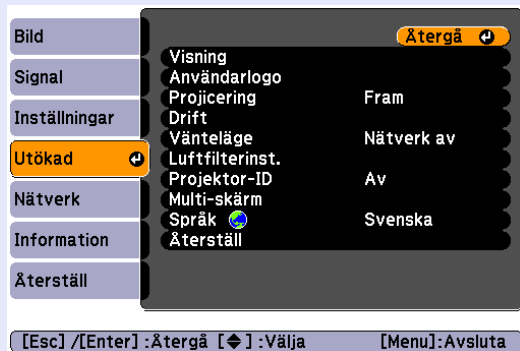 Bild
Signal
Inställningar
Utökad
Nätverk
Information
Återställ
Återgå
Visning
Användarlogo
Projicering Fram
Drift
Vänteläge Nätverk av
Luftfilterinst.
Projektor-ID Av
Multi-skärm
Språk Svenska
Återställ
[Esc] /[Enter] :Återgå [◆] :Välja [Menu]:Avsluta